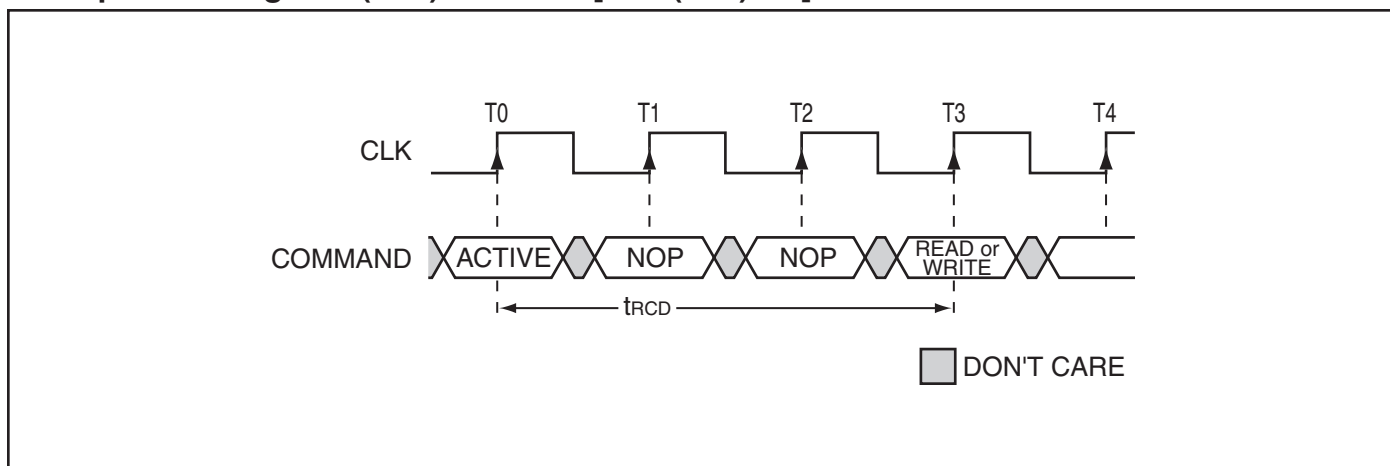 T0 T1 T2 T3 T4
CLK
COMMAND ACTIVE NOP NOP READ or
WRITE
tRCD
DON'T CARE